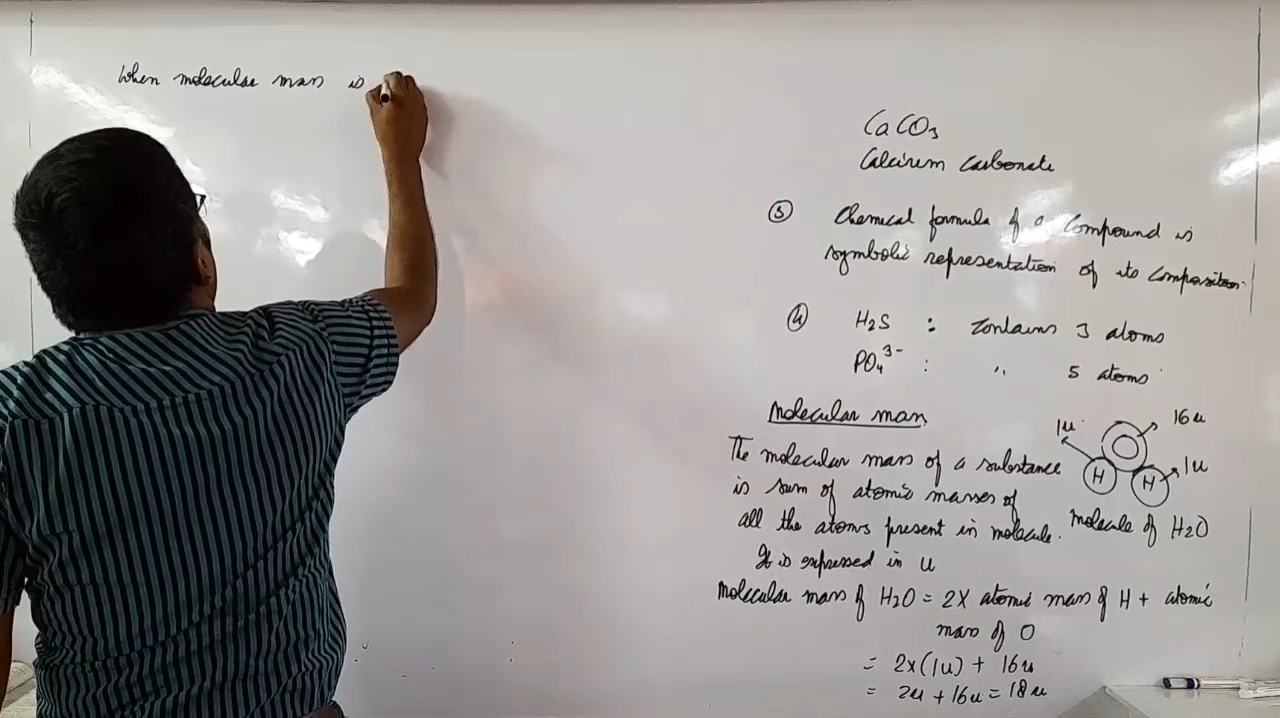 When molecular mass is
CaCO3
Calcium Carbonate
③ Chemical formula of a Compound is
symbolic representation of its Composition.
④ H2S : Contains 3 atoms
PO4 3- : ,, 5 atoms
Molecular mass
1u 16u
The molecular mass of a substance
H H 1u
is sum of atomic masses of
all the atoms present in molecule. molecule of H2O
It is expressed in u
Molecular mass of H2O = 2X atomic mass of H + atomic
mass of O
= 2x(1u) + 16u
= 2u + 16u = 18u